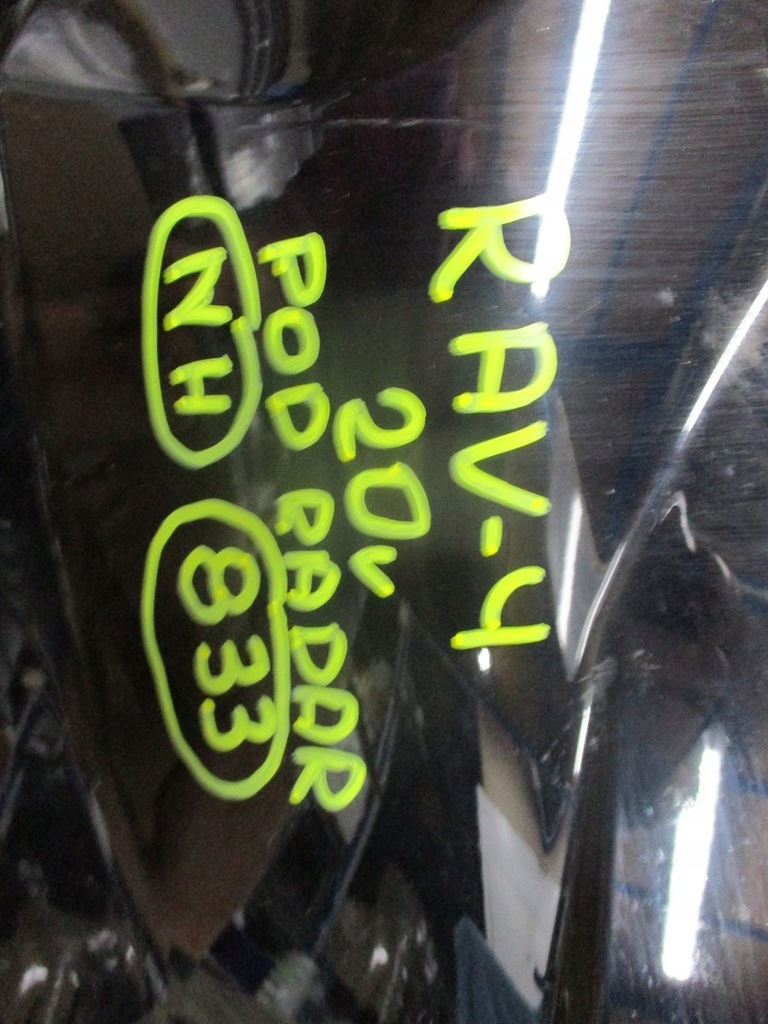 RAV-4
20v
POD RADAR
NH 833